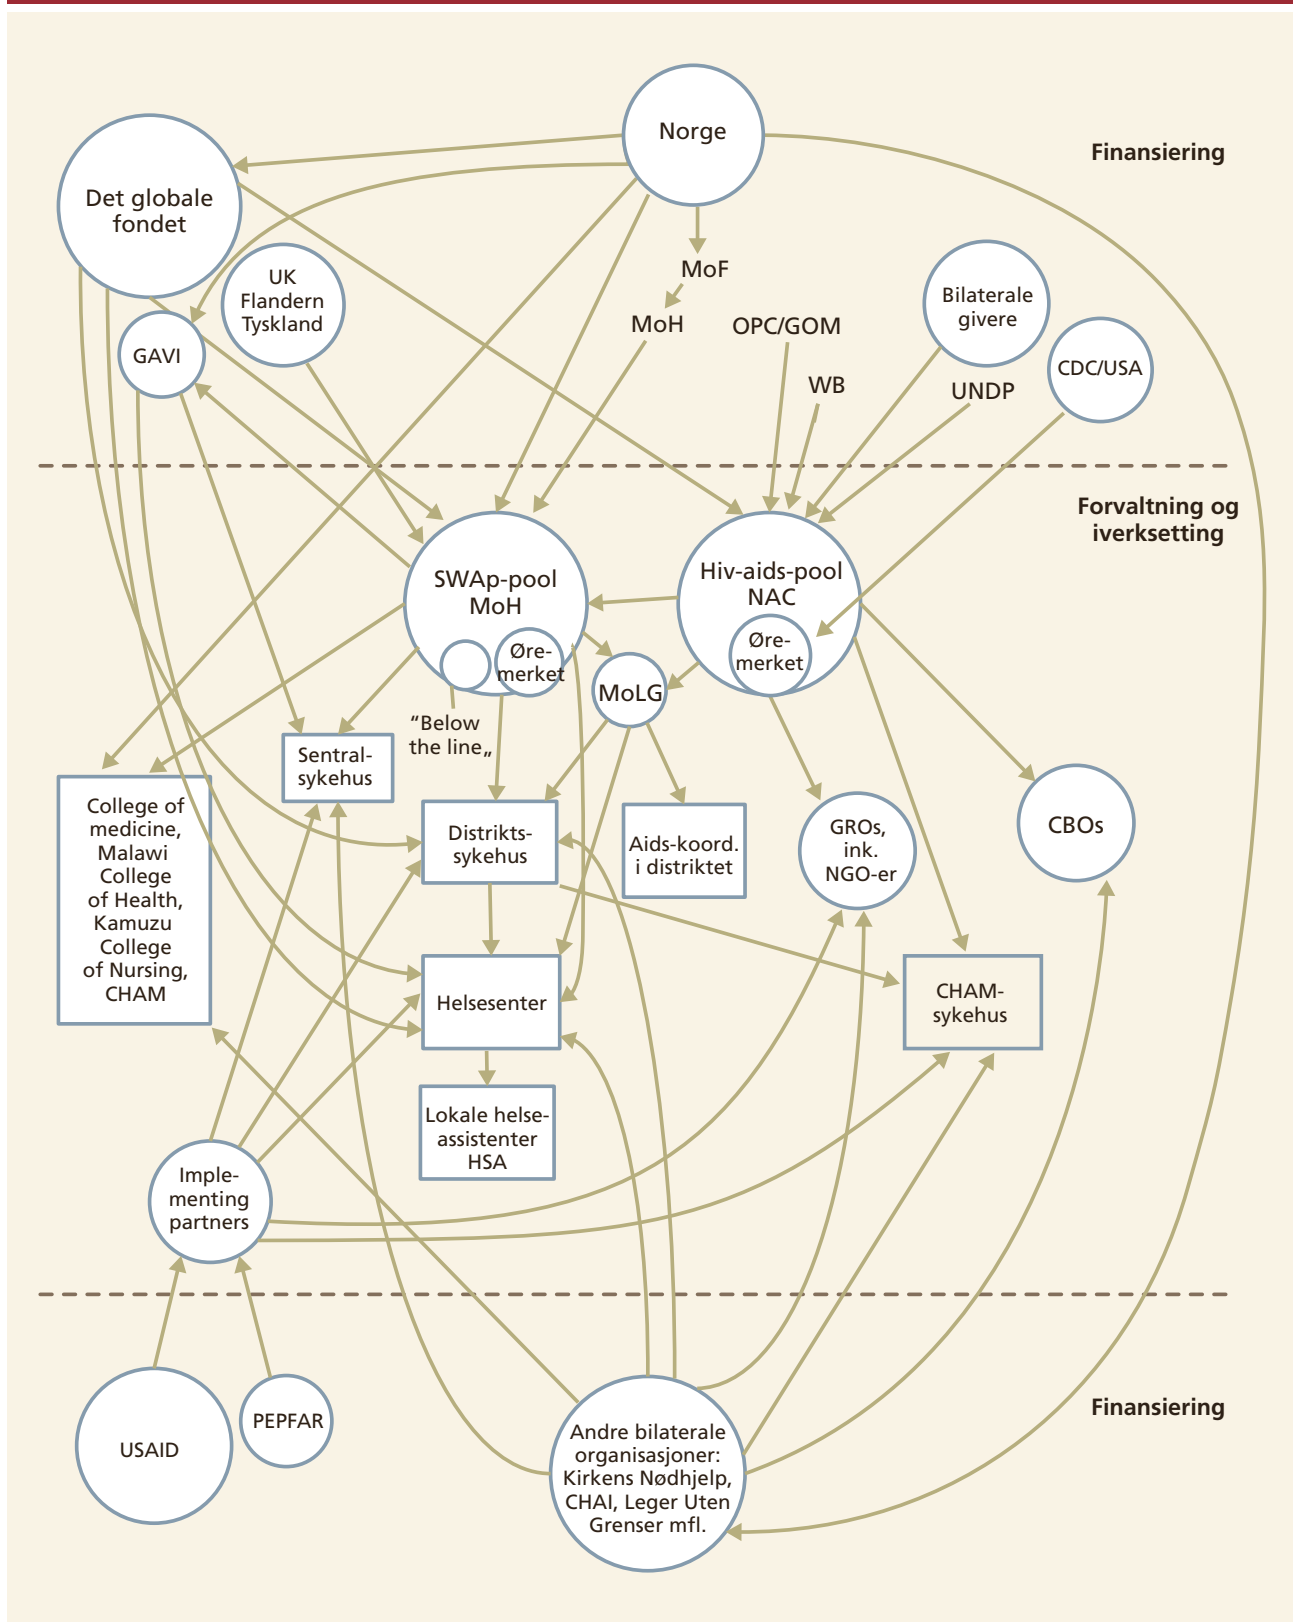 Norge
Finansiering
Det globale
fondet
UK
Flandern
Tyskland
MoF
MoH
OPC/GOM
Bilaterale
givere
GAVI
CDC/USA
WB
UNDP
Forvaltning og
iverksetting
SWAp-pool
MoH
Øre-
merket
Hiv-aids-pool
NAC
Øre-
merket
MoLG
“Below
the line„
Sentral-
sykehus
College of
medicine,
Malawi
College
of Health,
Kamuzu
College
of Nursing,
CHAM
Distrikts-
sykehus
Aids-koord.
i distriktet
GROs,
ink.
NGO-er
CBOs
Helsesenter
CHAM-
sykehus
Lokale helse-
assistenter
HSA
Imple-
menting
partners
USAID
PEPFAR
Andre bilaterale
organisasjoner:
Kirkens Nødhjelp,
CHAI, Leger Uten
Grenser mfl.
Finansiering